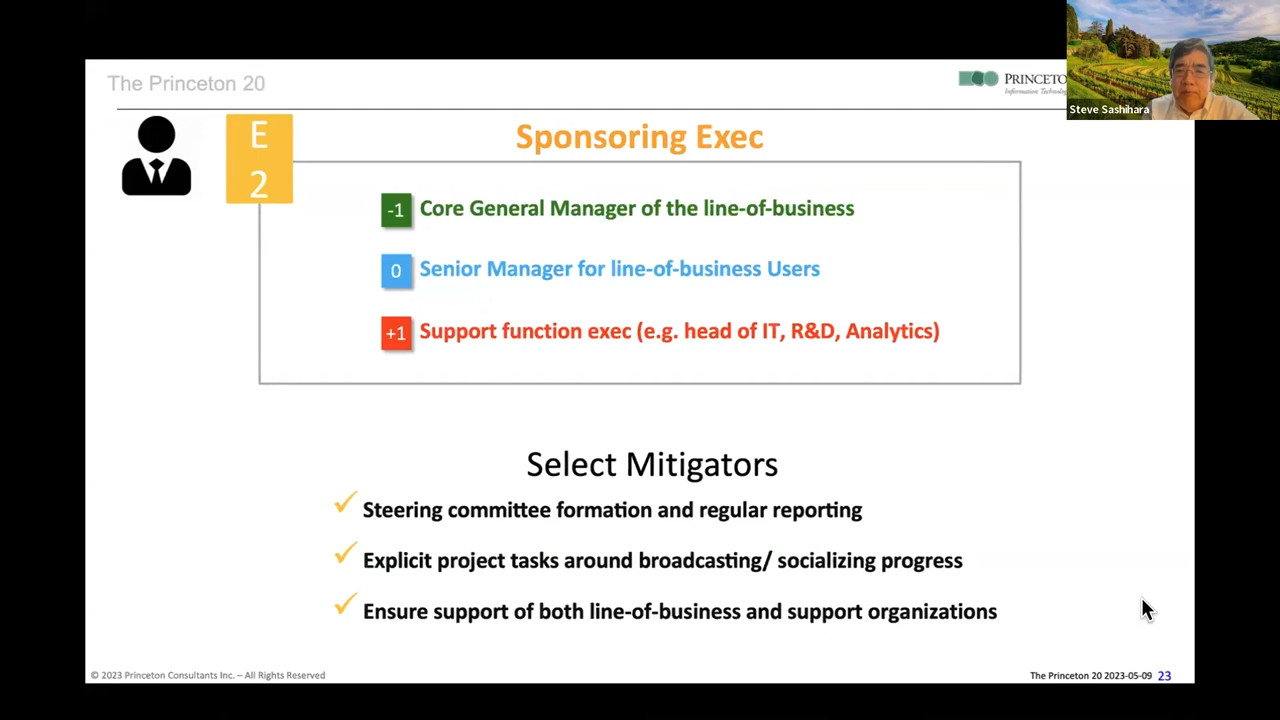 The Princeton 20
PRINCETO
Information Technology
Steve Sashihara
E
2
Sponsoring Exec
-1 Core General Manager of the line-of-business
0 Senior Manager for line-of-business Users
+1 Support function exec (e.g. head of IT, R&D, Analytics)
Select Mitigators
Steering committee formation and regular reporting
Explicit project tasks around broadcasting/ socializing progress
Ensure support of both line-of-business and support organizations
© 2023 Princeton Consultants Inc. – All Rights Reserved
The Princeton 20 2023-05-09 23